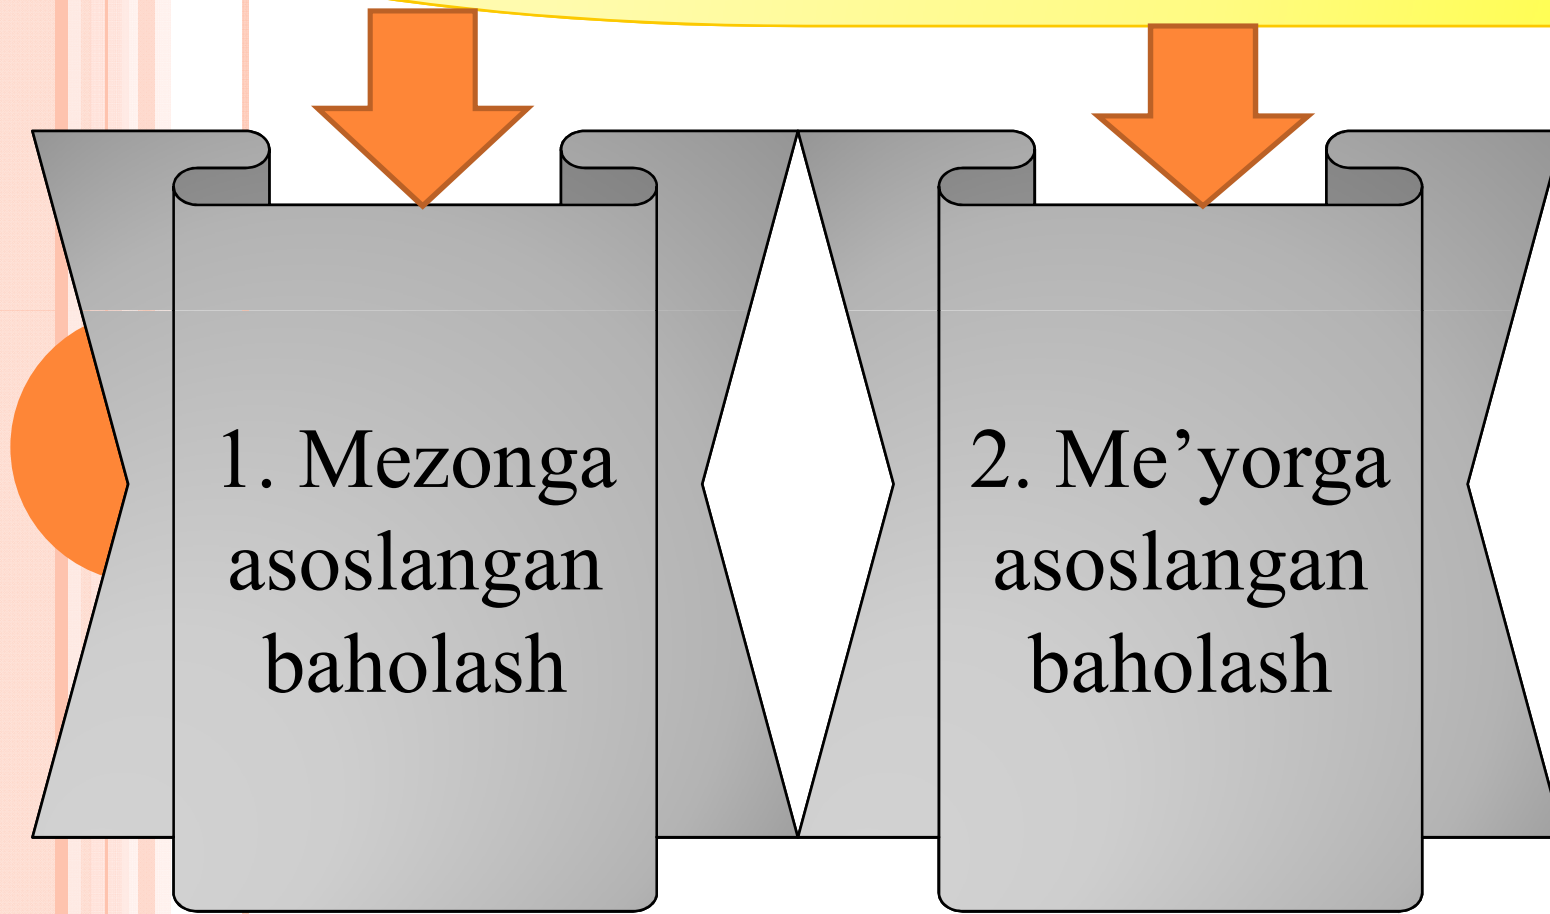 1. Mezonga
asoslangan
baholash
2. Me’yorga
asoslangan
baholash